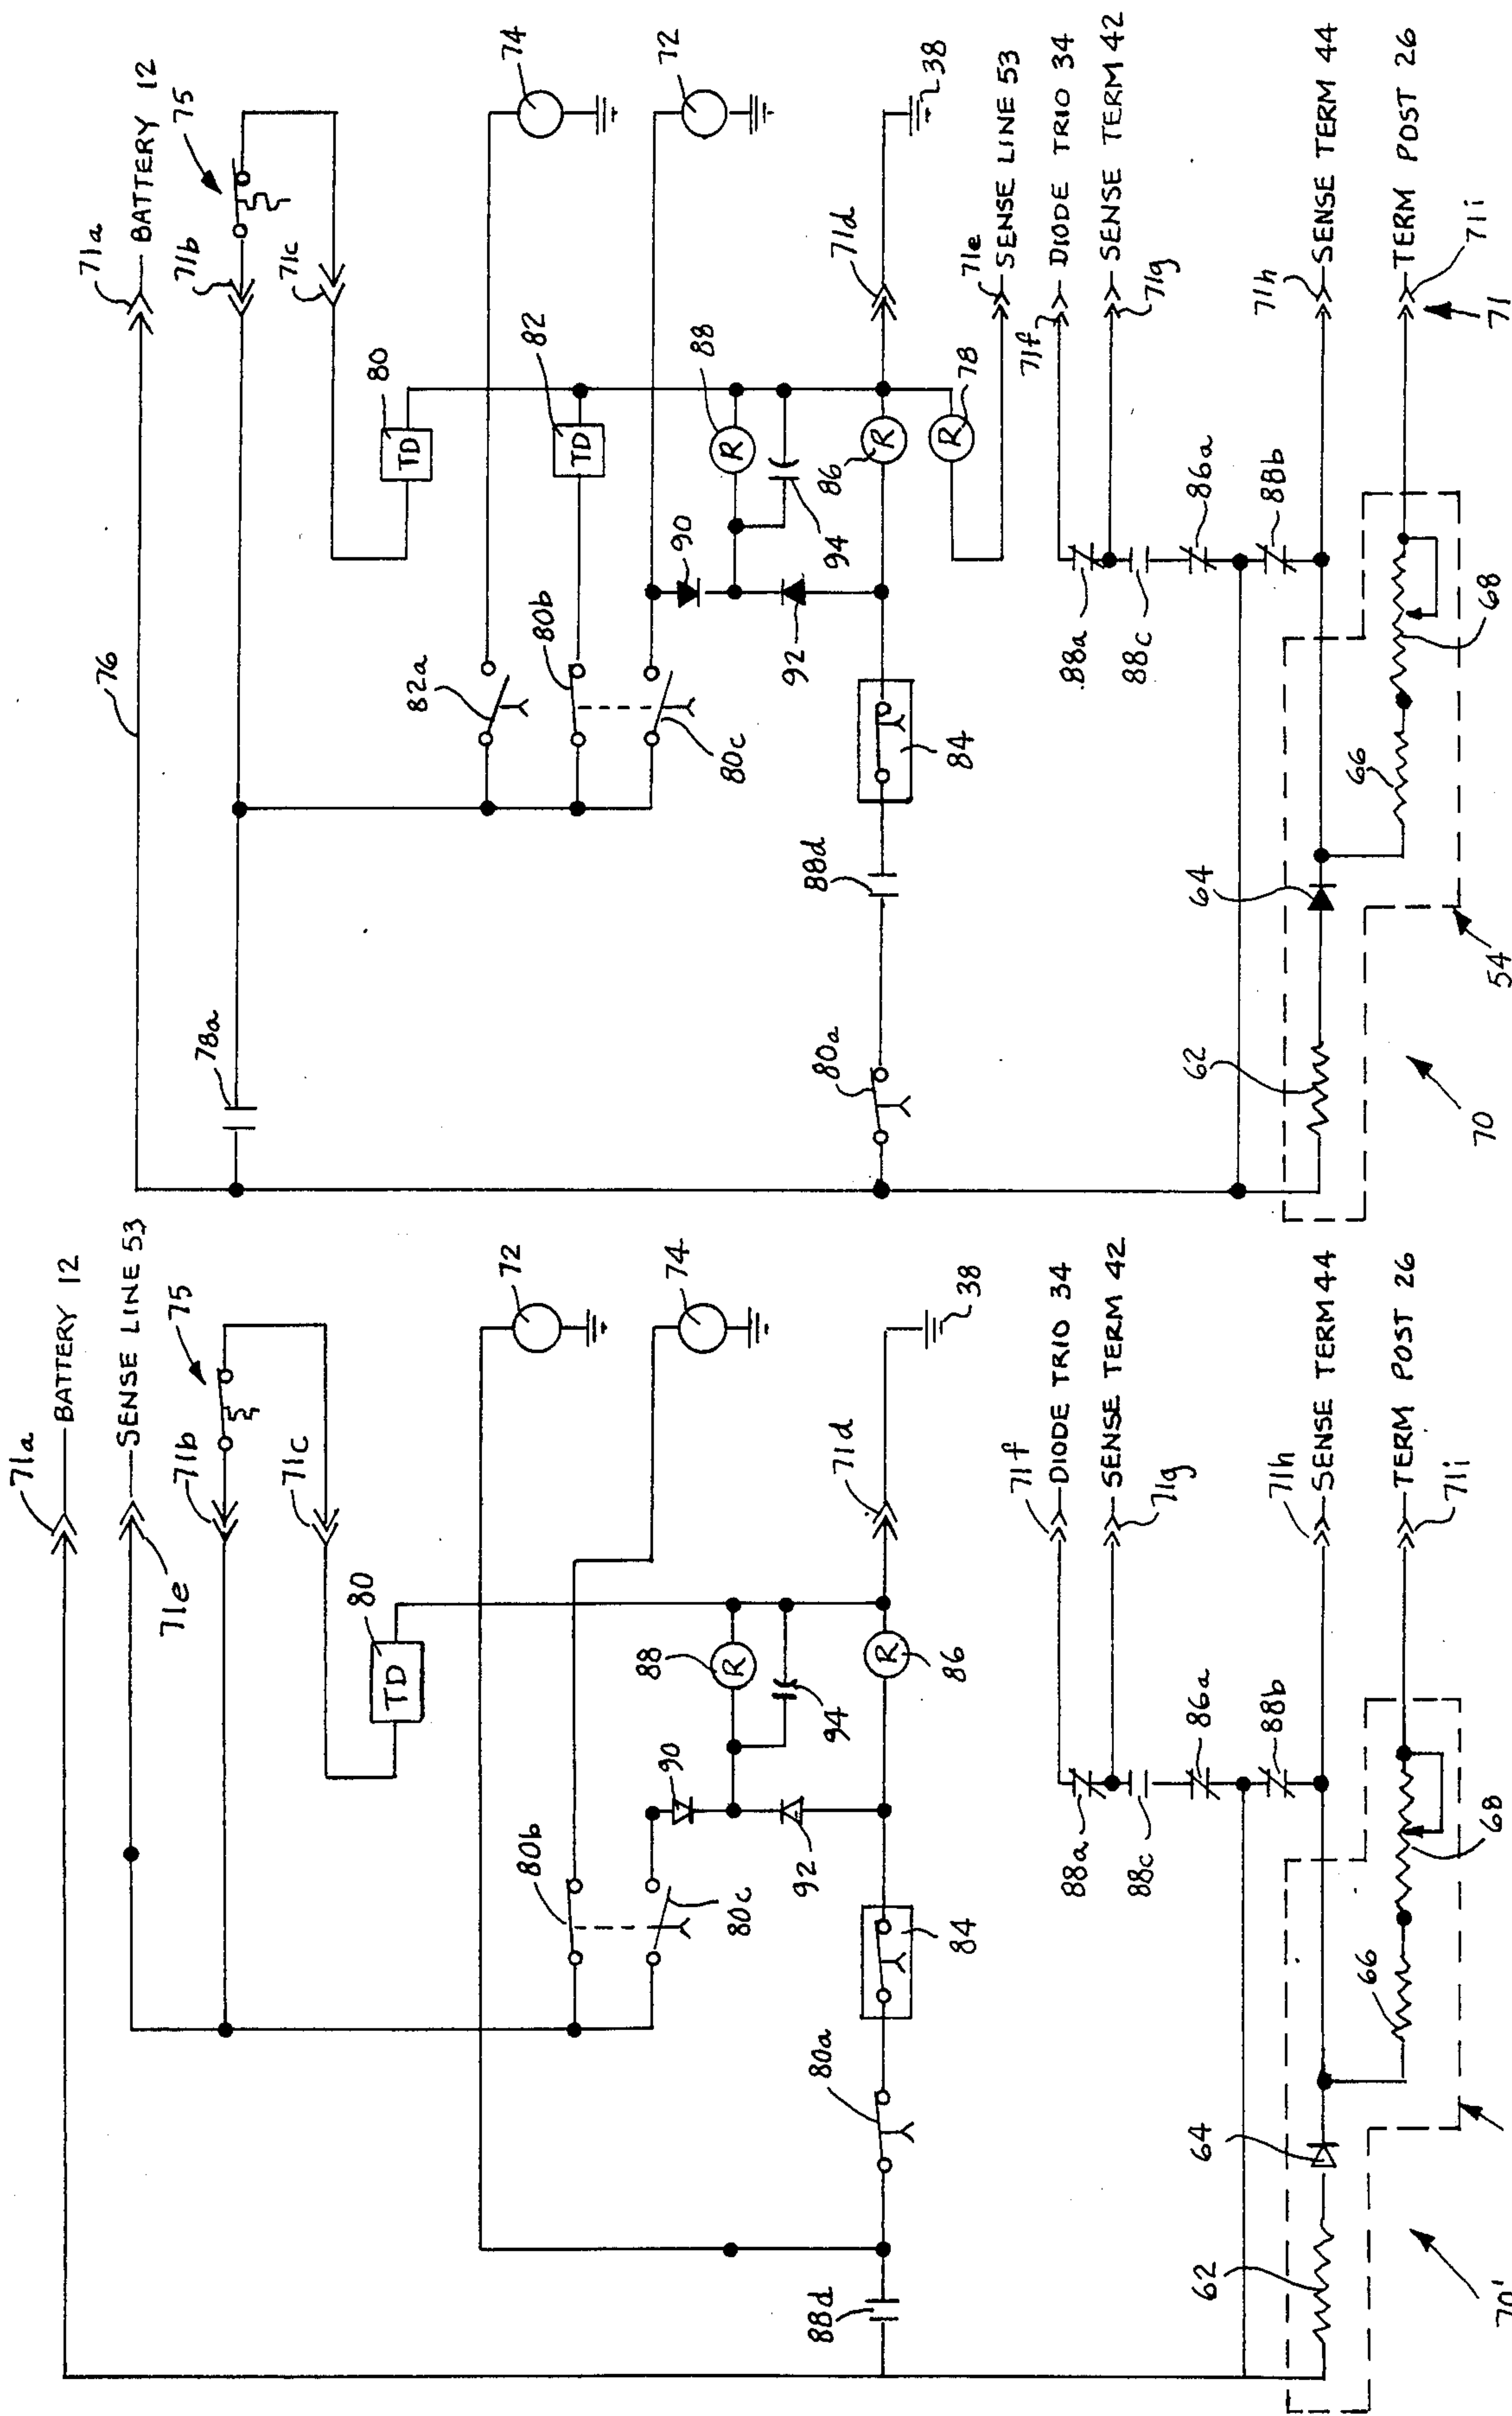 71a
BATTERY 12
SENSE LINE 53
71e
75
71b
71c
80
TD
72
74
38
71d
88
R
94
R
86
90
92
80b
80c
84
80a
88d
71f
DIODE TRIO 34
SENSE TERM 42
71g
88a
88c
86a
88b
71h
SENSE TERM 44
TERM POST 26
71i
68
66
64
62
70'
76
71a
BATTERY 12
75
71b
71c
80
TD
82
TD
74
72
38
71d
88
R
94
R
86
R
78
71e
SENSE LINE 53
90
92
82a
80b
80c
84
88d
80a
78a
71f
DIODE TRIO 34
SENSE TERM 42
71g
88a
88c
86a
88b
71h
SENSE TERM 44
TERM POST 26
71i
71
68
66
64
62
54
70